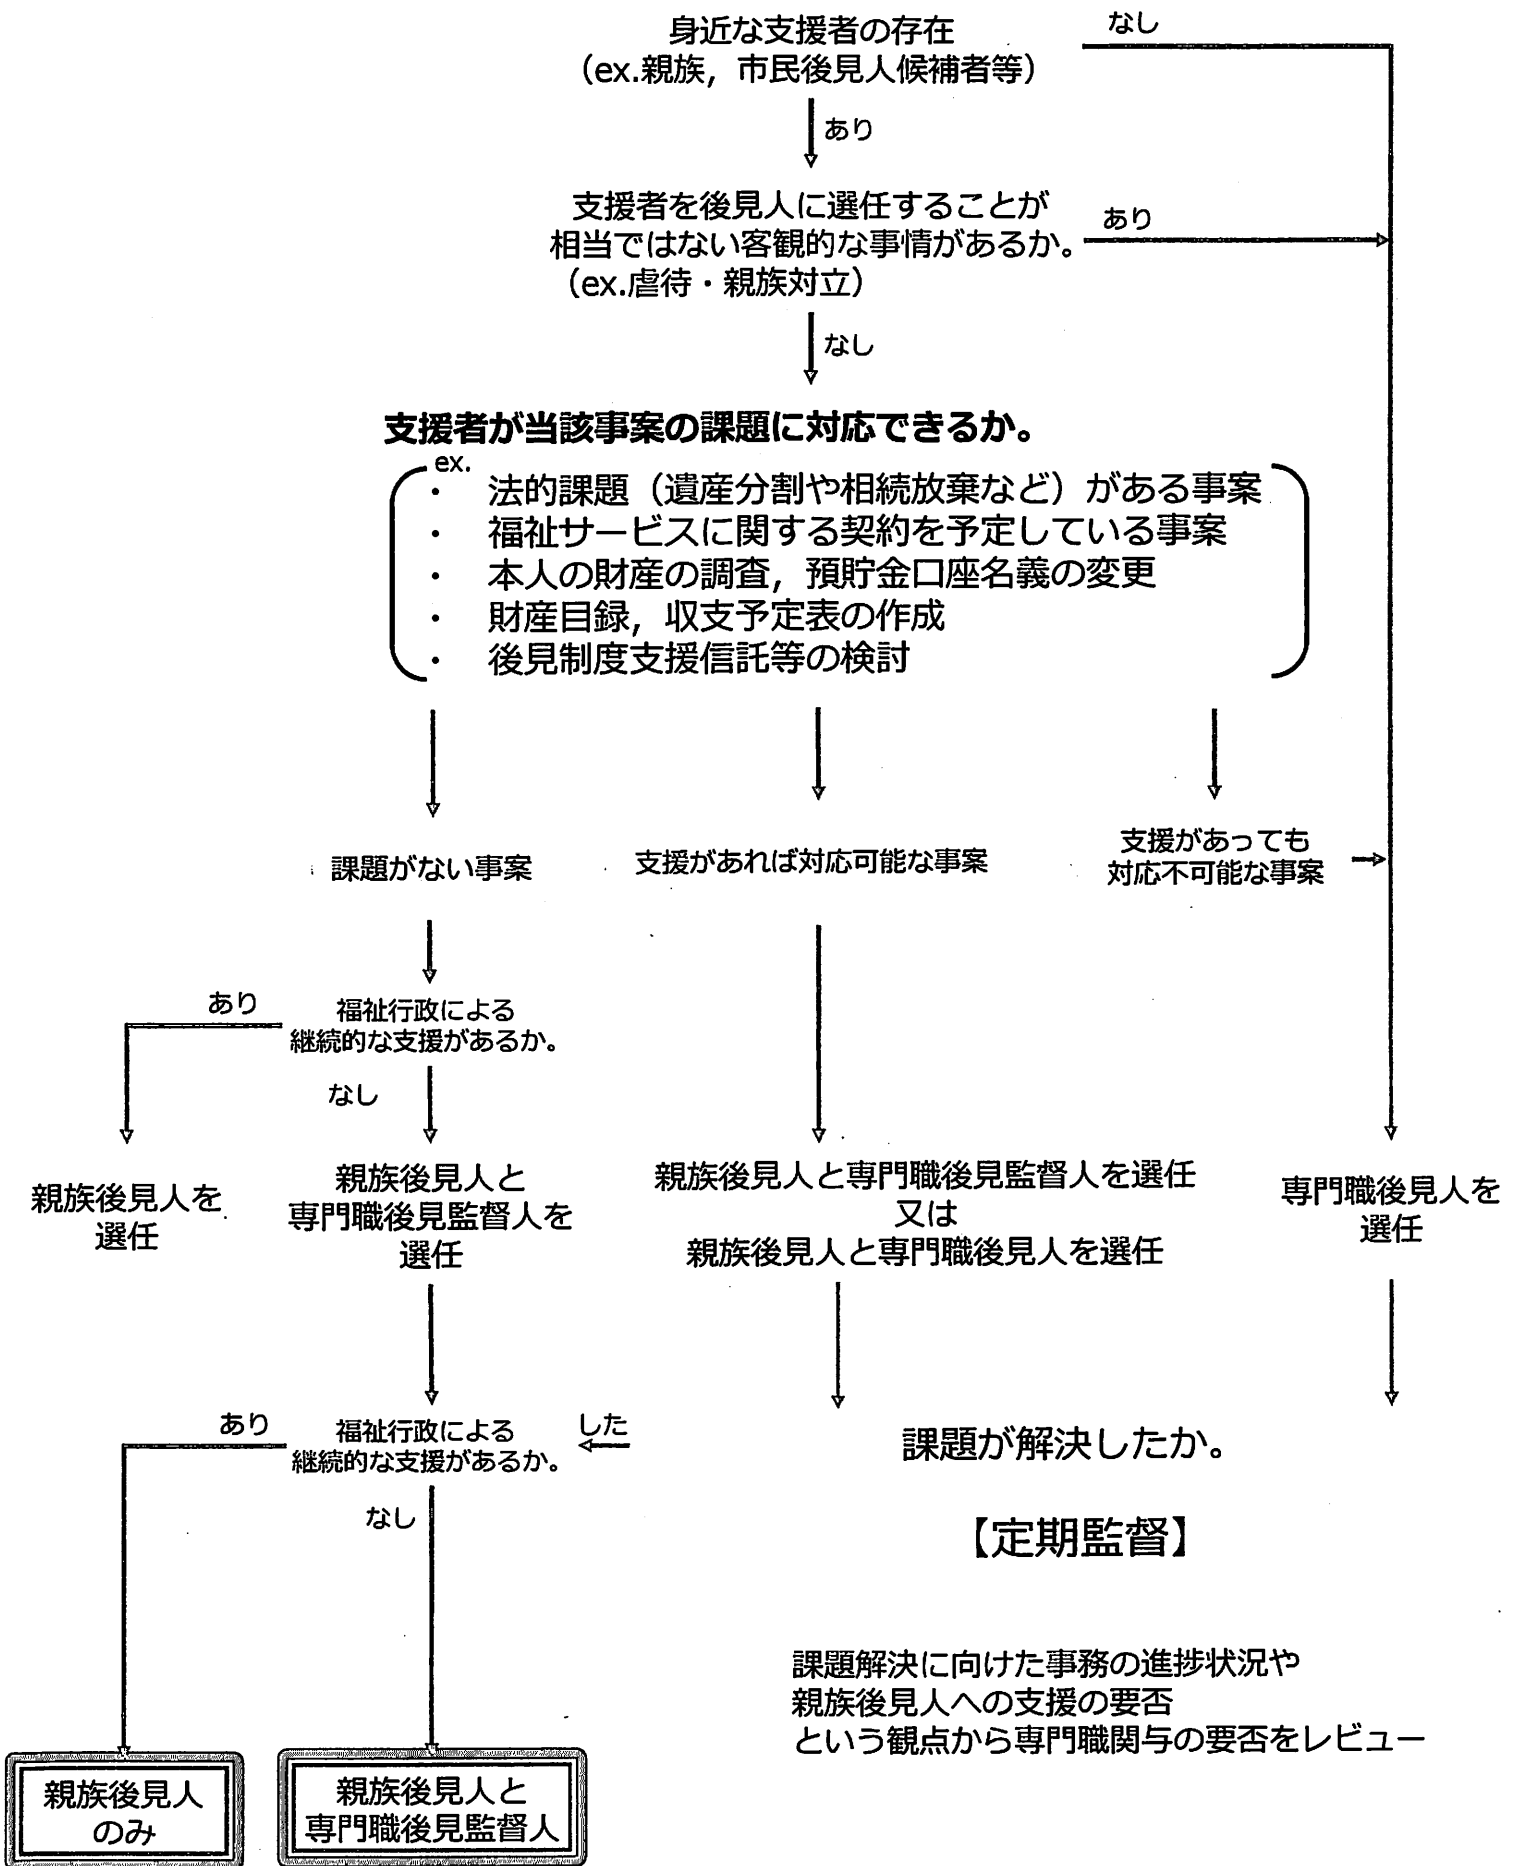 身近な支援者の存在
（ex.親族，市民後見人候補者等）
なし
あり
支援者を後見人に選任することが
相当ではない客観的な事情があるか。
（ex.虐待・親族対立）
あり
なし
支援者が当該事案の課題に対応できるか。
ex.
・ 法的課題（遺産分割や相続放棄など）がある事案
・ 福祉サービスに関する契約を予定している事案
・ 本人の財産の調査，預貯金口座名義の変更
・ 財産目録，収支予定表の作成
・ 後見制度支援信託等の検討
課題がない事案
支援があれば対応可能な事案
支援があっても
対応不可能な事案
あり
福祉行政による
継続的な支援があるか。
なし
親族後見人を
選任
親族後見人と
専門職後見監督人を
選任
親族後見人と専門職後見監督人を選任
又は
親族後見人と専門職後見人を選任
専門職後見人を
選任
あり
福祉行政による
継続的な支援があるか。
した
課題が解決したか。
なし
【定期監督】
課題解決に向けた事務の進捗状況や
親族後見人への支援の要否
という観点から専門職関与の要否をレビュー
親族後見人
のみ
親族後見人と
専門職後見監督人